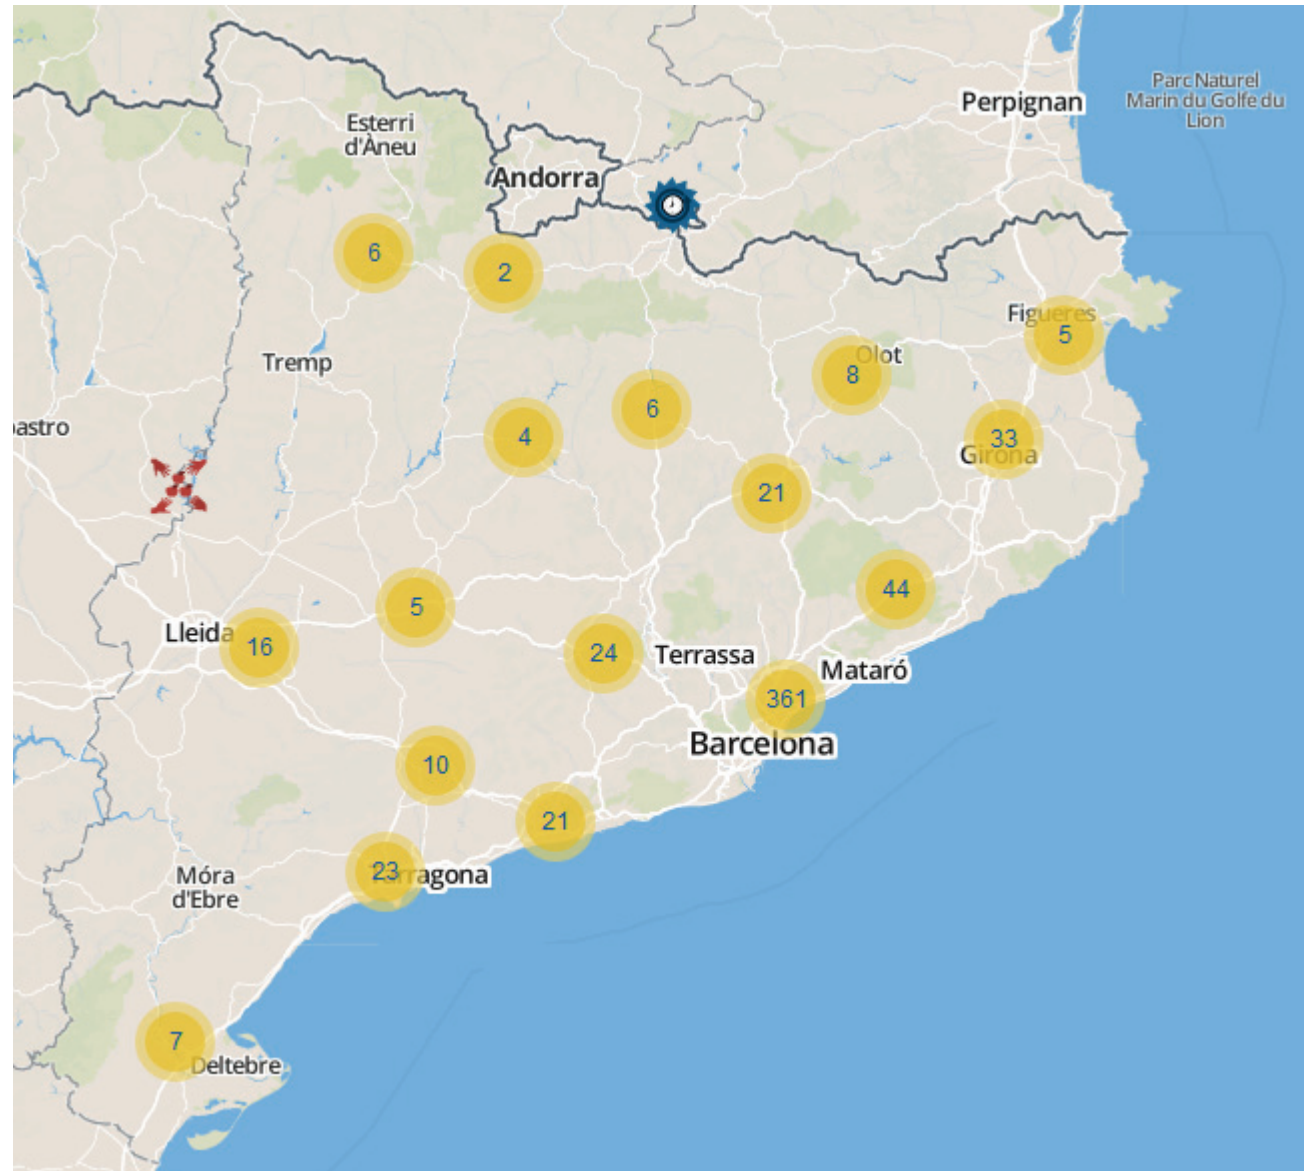 Parc Naturel
Marin du Golfe du
Lion
Perpignan
Esterri
d'Àneu
Andorra
6
2
Figueres
5
Olot
8
Tremp
6
astro
4
33
Girona
21
44
5
Lleida
16
24
Terrassa
Mataró
361
Barcelona
10
21
23
Tarragona
Móra
d'Ebre
7
Deltebre